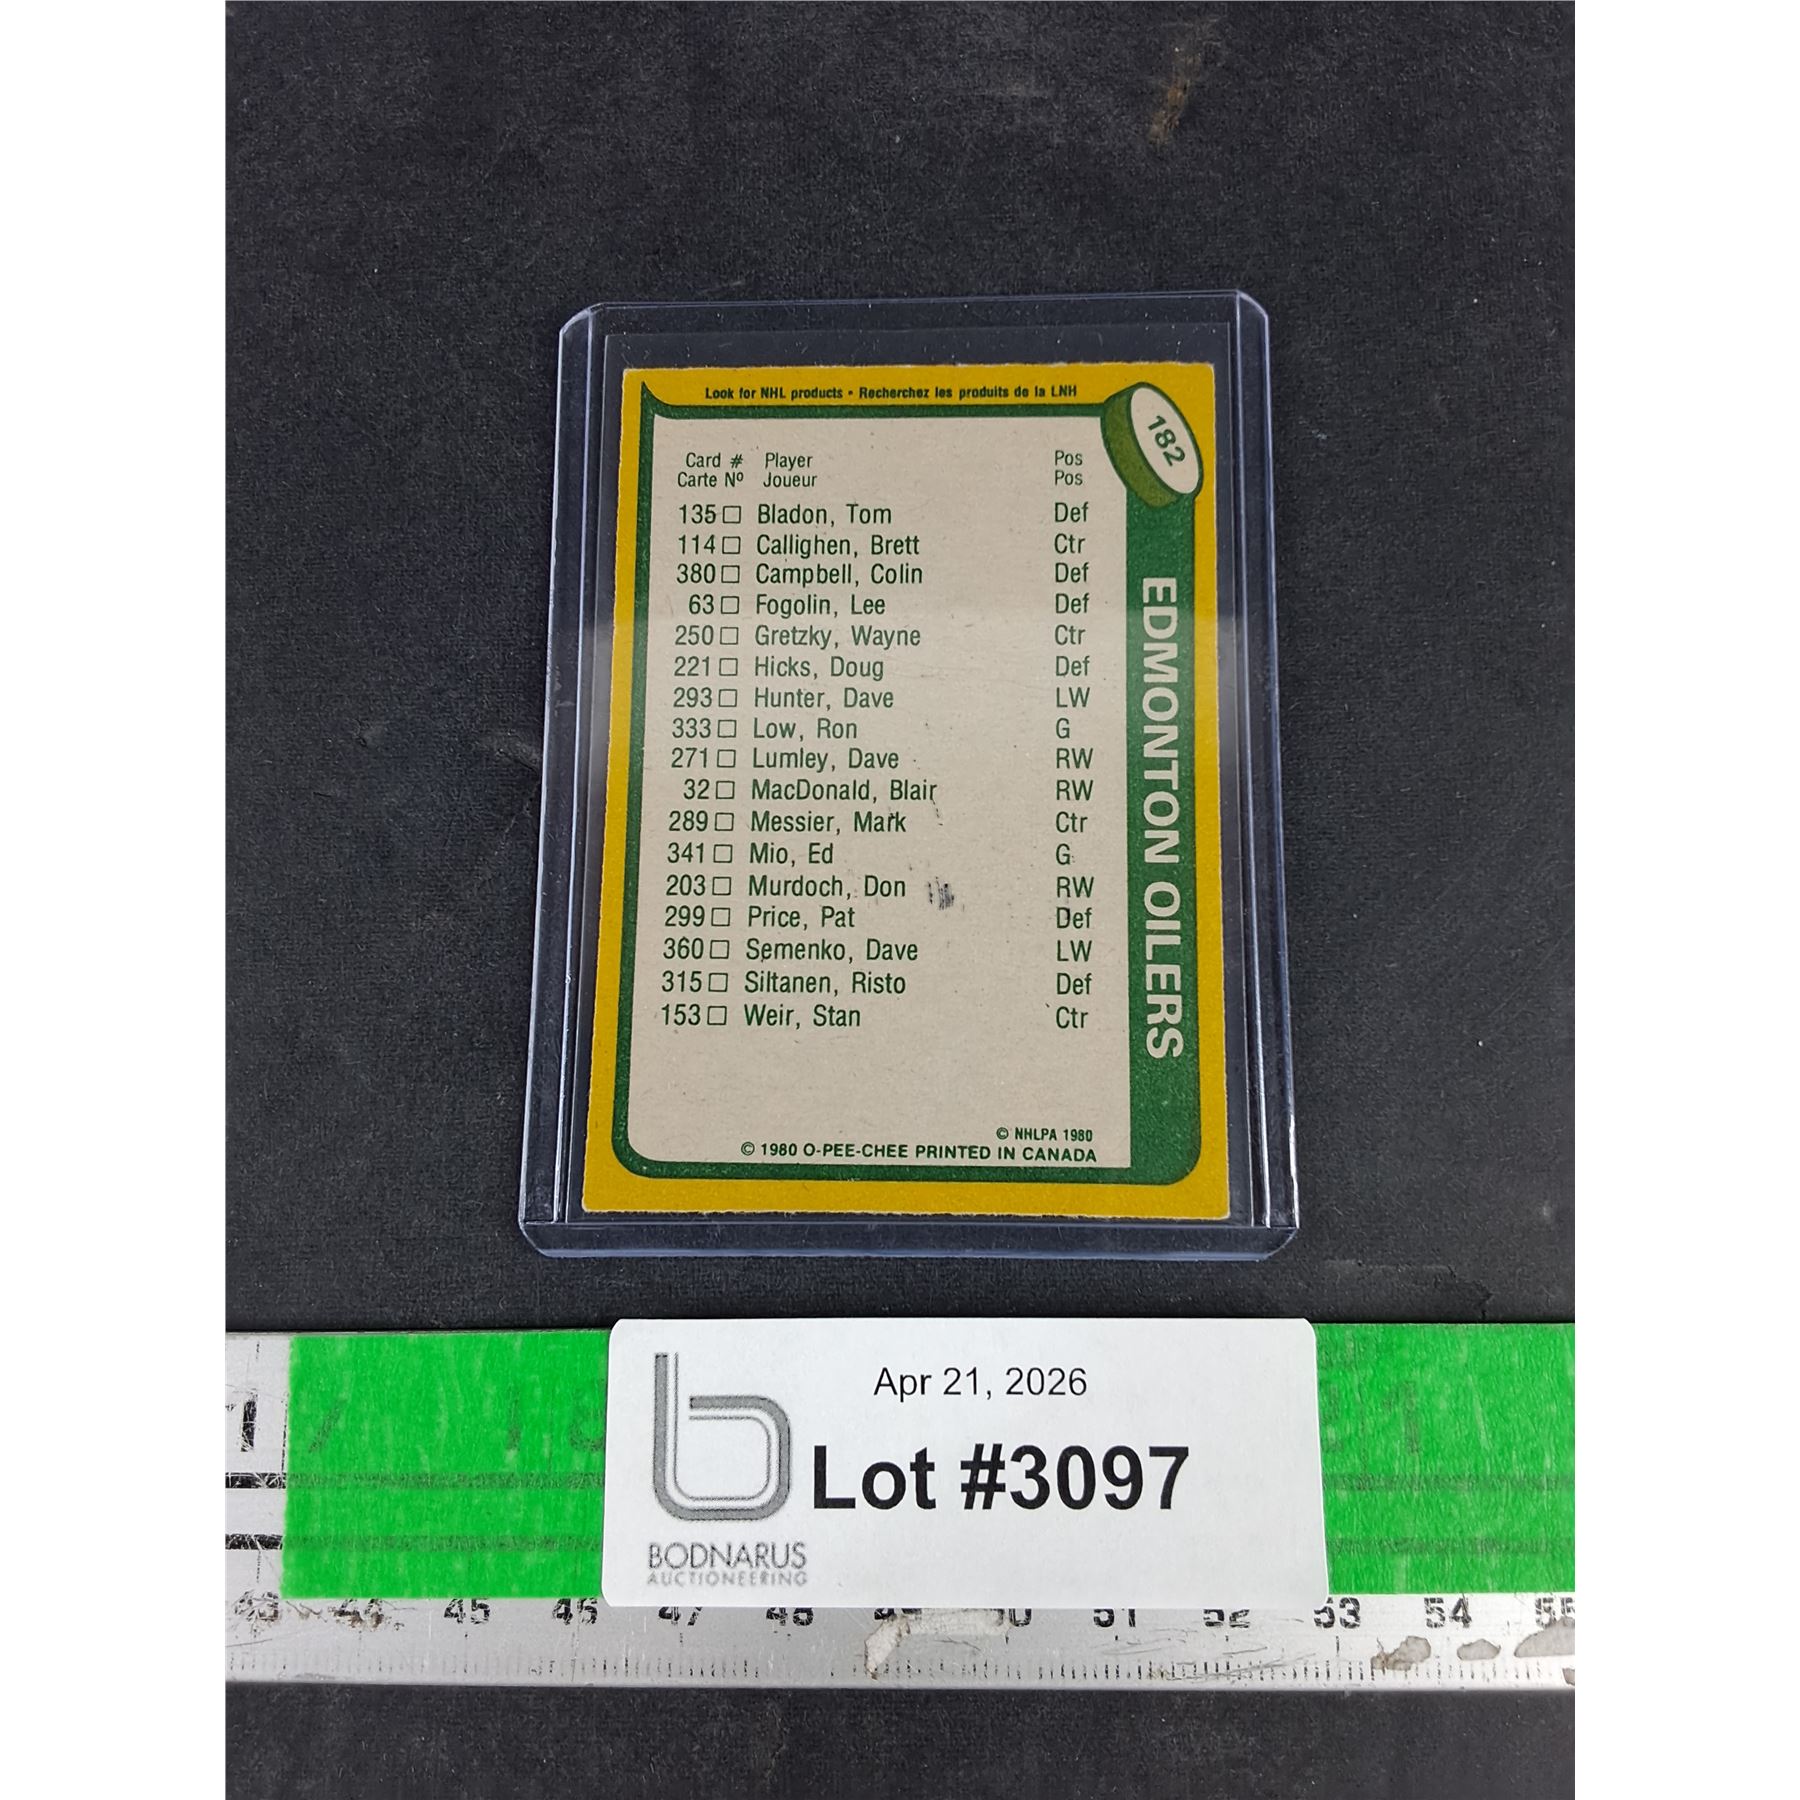 Look for NHL products • Recherchez les produits de la LNH
182
Card # Player Pos
Carte Nº Joueur Pos
135 □ Bladon, Tom Def
114 □ Callighen, Brett Ctr
380 □ Campbell, Colin Def
63 □ Fogolin, Lee Def
250 □ Gretzky, Wayne Ctr
221 □ Hicks, Doug Def
293 □ Hunter, Dave LW
333 □ Low, Ron G
271 □ Lumley, Dave RW
32 □ MacDonald, Blair RW
289 □ Messier, Mark Ctr
341 □ Mio, Ed G
203 □ Murdoch, Don RW
299 □ Price, Pat Def
360 □ Semenko, Dave LW
315 □ Siltanen, Risto Def
153 □ Weir, Stan Ctr
EDMONTON OILERS
© NHLPA 1980
© 1980 O-PEE-CHEE PRINTED IN CANADA
Apr 21, 2026
Lot #3097
BODNARUS
AUCTIONEERING
43 44 45 46 47 48 49 50 51 52 53 54 55